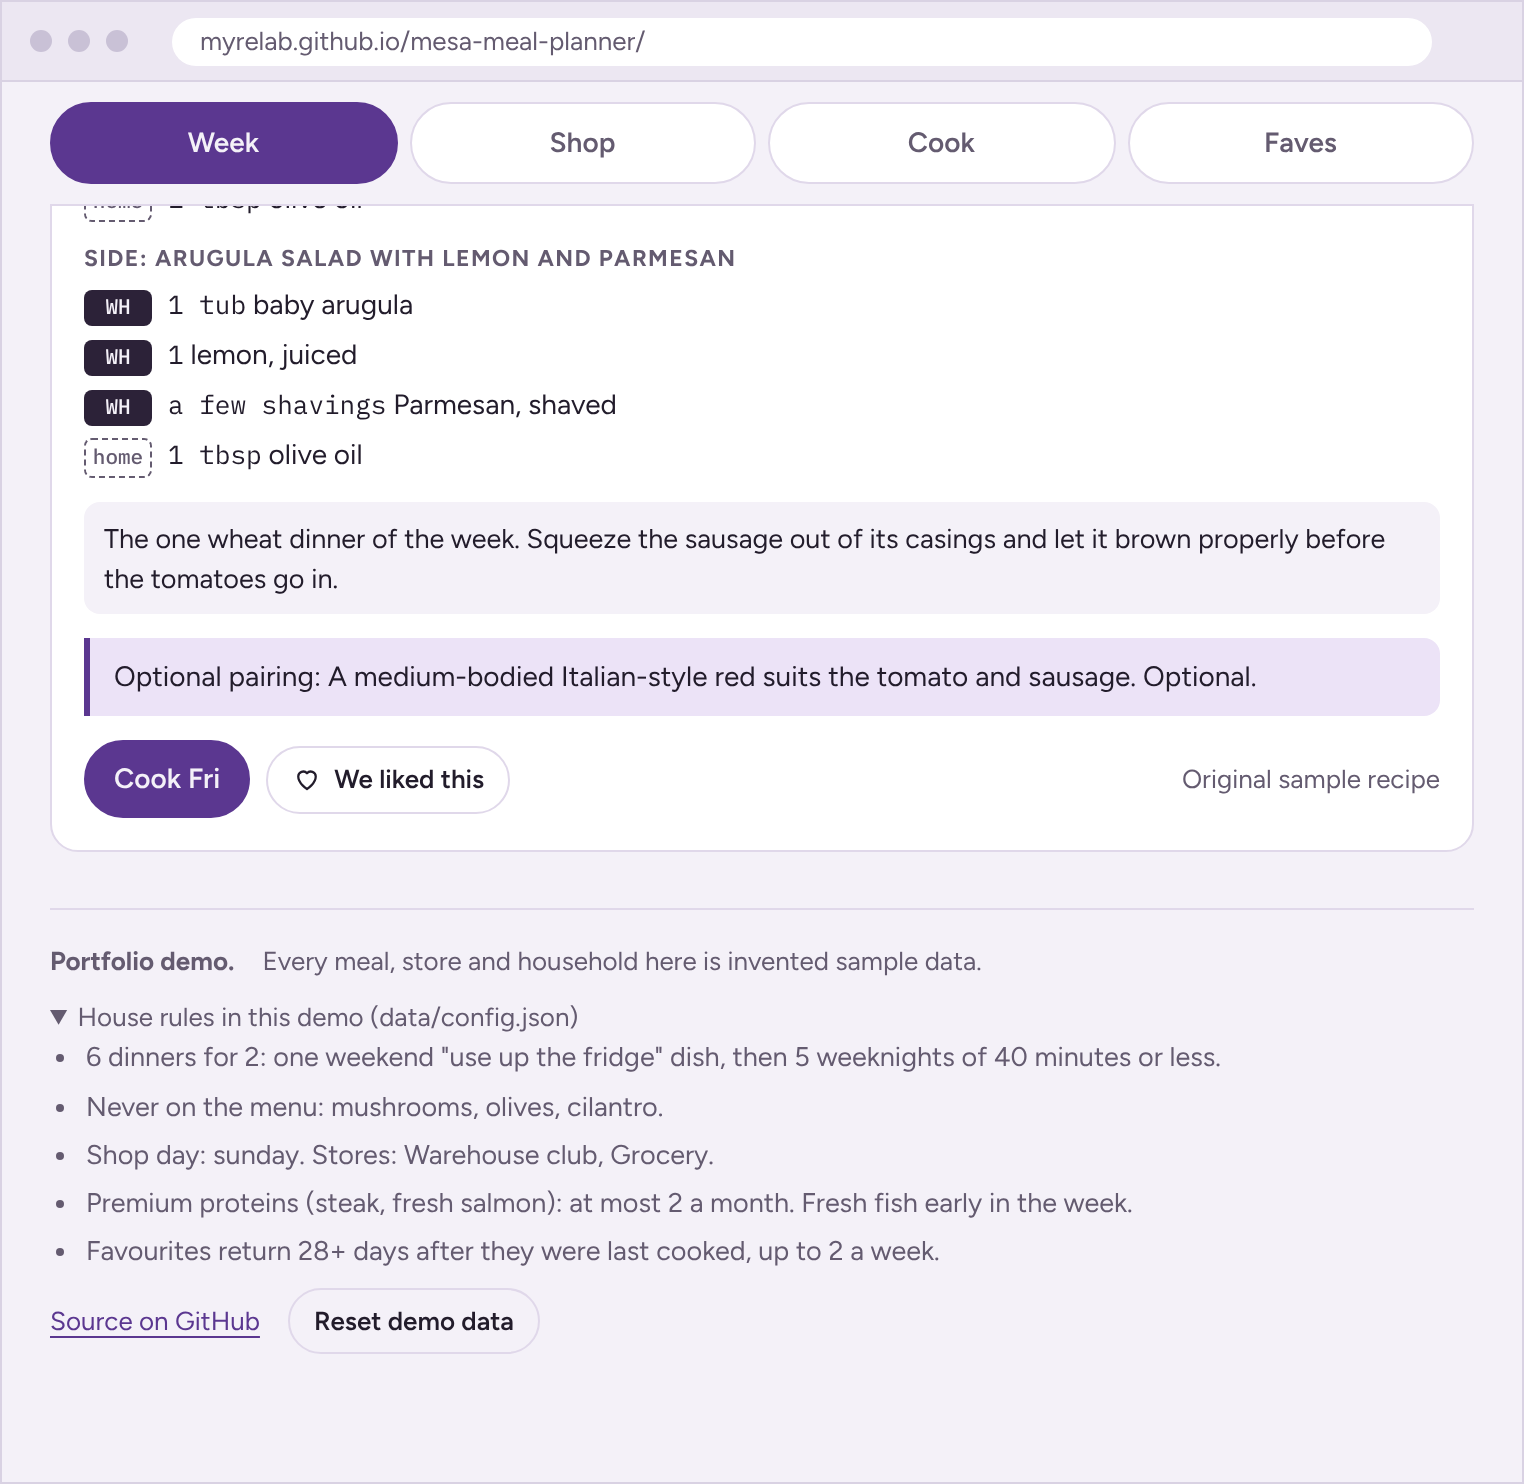 myrelab.github.io/mesa-meal-planner/
Week
Shop
Cook
Faves
SIDE: ARUGULA SALAD WITH LEMON AND PARMESAN
WH 1 tub baby arugula
WH 1 lemon, juiced
WH a few shavings Parmesan, shaved
home 1 tbsp olive oil
The one wheat dinner of the week. Squeeze the sausage out of its casings and let it brown properly before
the tomatoes go in.
Optional pairing: A medium-bodied Italian-style red suits the tomato and sausage. Optional.
Cook Fri
We liked this
Original sample recipe
Portfolio demo. Every meal, store and household here is invented sample data.
House rules in this demo (data/config.json)
6 dinners for 2: one weekend "use up the fridge" dish, then 5 weeknights of 40 minutes or less.
Never on the menu: mushrooms, olives, cilantro.
Shop day: sunday. Stores: Warehouse club, Grocery.
Premium proteins (steak, fresh salmon): at most 2 a month. Fresh fish early in the week.
Favourites return 28+ days after they were last cooked, up to 2 a week.
Source on GitHub
Reset demo data